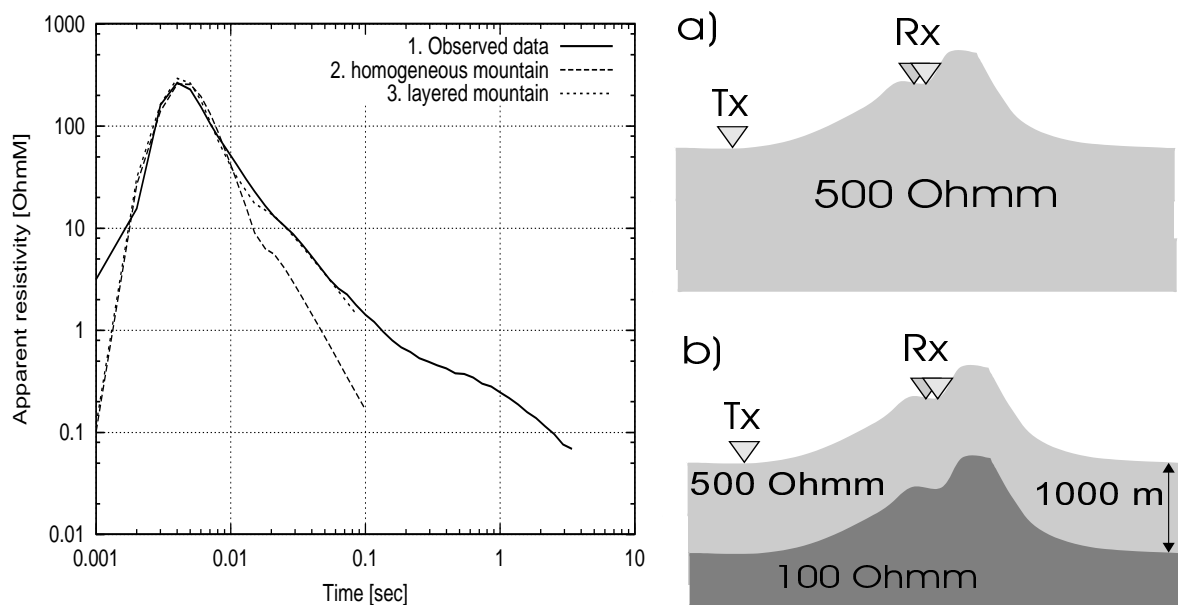 1000
100
10
1
0.1
0.01
0.001
0.01
0.1
1
10
Apparent resistivity [OhmM]
Time [sec]
1. Observed data
2. homogeneous mountain
3. layered mountain
a)
Rx
Tx
500 Ohmm
b)
Rx
Tx
500 Ohmm
1000 m
100 Ohmm